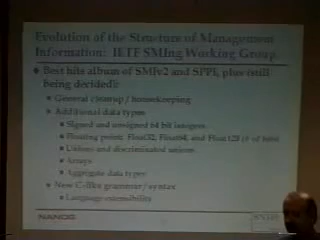 Evolution of the Structure of Management
Information: IETF SMIng Working Group
Best hits album of SMIv2 and SPPI, plus (still
being decided):
General cleanup / housekeeping
Additional data types
Signed and unsigned 64 bit integers
Floating point: Float32, Float64, and Float128 (# of bits)
Unions and discriminated unions
Arrays
Aggregate data types
New C-like grammar / syntax
Language extensibility
NANOG